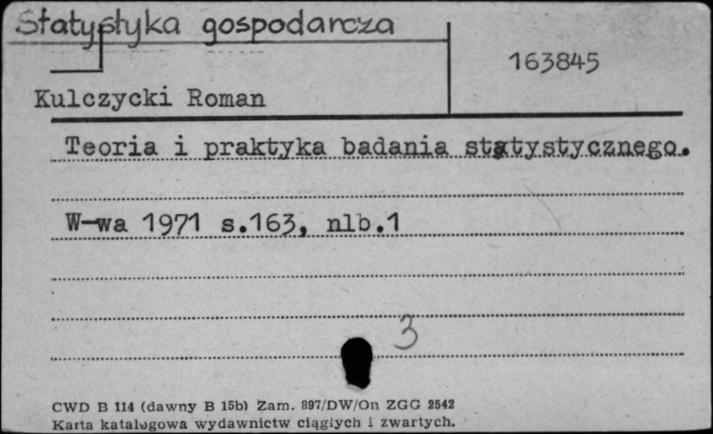 Statystyka gospodarcza
163845
Kulczycki Roman
Teoria i praktyka badania statystycznego.
W-wa 1971 s.163, nlb.1
3
CWD B 114 (dawny B 15b) Zam. 897/DW/On ZGG 2542
Karta katalogowa wydawnictw ciągłych i zwartych.